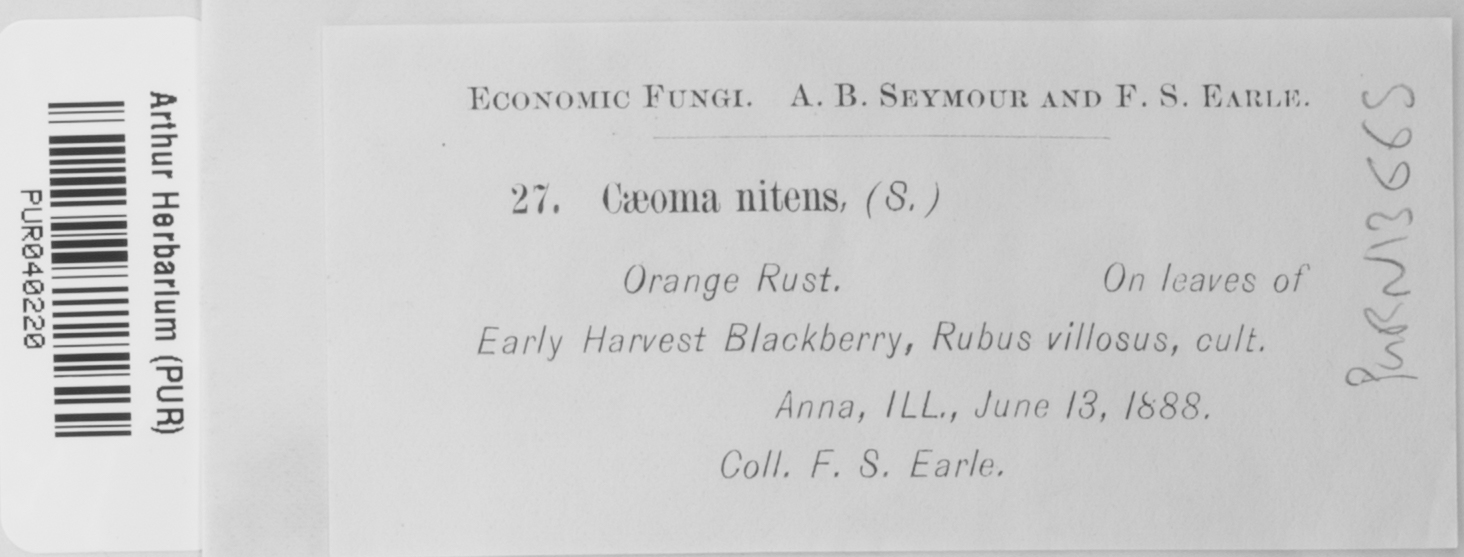 Arthur Herbarium (PUR)
PUR040220
ECONOMIC FUNGI. A. B. SEYMOUR AND F. S. EARLE.
27. Cæoma nitens, (S.)
Orange Rust. On leaves of
Early Harvest Blackberry, Rubus villosus, cult.
Anna, ILL., June 13, 1888.
Coll. F. S. Earle.
PURN13665